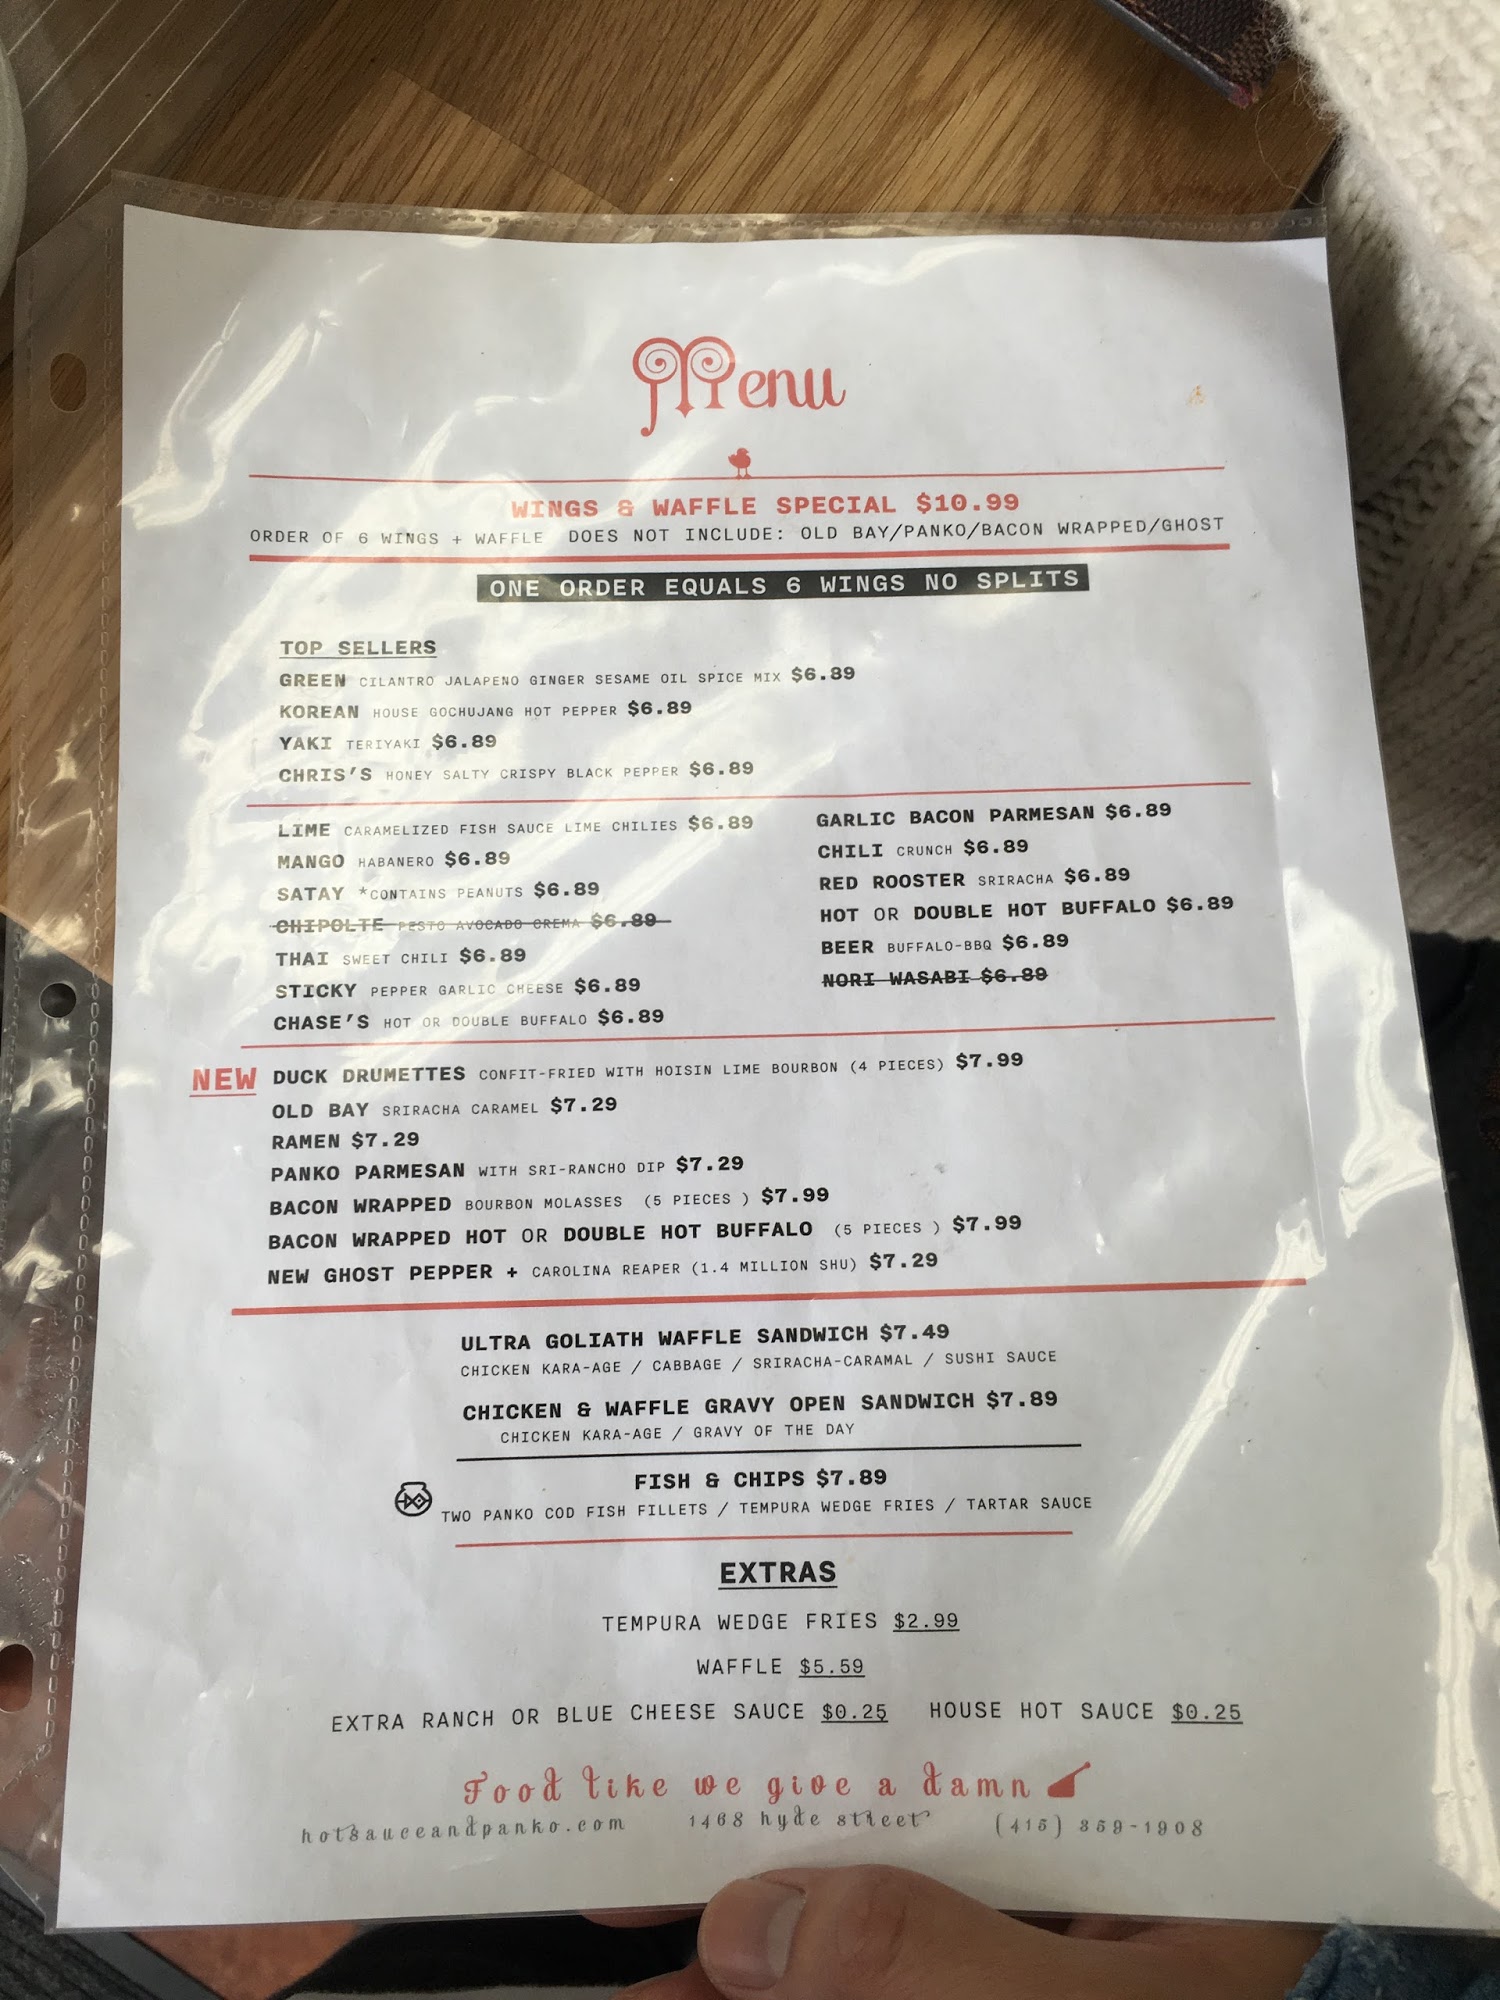 Menu
WINGS & WAFFLE SPECIAL $10.99
ORDER OF 6 WINGS + WAFFLE DOES NOT INCLUDE: OLD BAY/PANKO/BACON WRAPPED/GHOST
ONE ORDER EQUALS 6 WINGS NO SPLITS
TOP SELLERS
GREEN CILANTRO JALAPENO GINGER SESAME OIL SPICE MIX $6.89
KOREAN HOUSE GOCHUJANG HOT PEPPER $6.89
YAKI TERIYAKI $6.89
CHRIS'S HONEY SALTY CRISPY BLACK PEPPER $6.89
LIME CARAMELIZED FISH SAUCE LIME CHILIES $6.89
MANGO HABANERO $6.89
SATAY *CONTAINS PEANUTS $6.89
CHIPOLTE PESTO AVOCADO CREMA $6.89
THAI SWEET CHILI $6.89
STICKY PEPPER GARLIC CHEESE $6.89
CHASE'S HOT OR DOUBLE BUFFALO $6.89
GARLIC BACON PARMESAN $6.89
CHILI CRUNCH $6.89
RED ROOSTER SRIRACHA $6.89
HOT OR DOUBLE HOT BUFFALO $6.89
BEER BUFFALO-BBQ $6.89
NORI WASABI $6.89
NEW DUCK DRUMETTES CONFIT-FRIED WITH HOISIN LIME BOURBON (4 PIECES) $7.99
OLD BAY SRIRACHA CARAMEL $7.29
RAMEN $7.29
PANKO PARMESAN WITH SRI-RANCHO DIP $7.29
BACON WRAPPED BOURBON MOLASSES (5 PIECES ) $7.99
BACON WRAPPED HOT OR DOUBLE HOT BUFFALO (5 PIECES ) $7.99
NEW GHOST PEPPER + CAROLINA REAPER (1.4 MILLION SHU) $7.29
ULTRA GOLIATH WAFFLE SANDWICH $7.49
CHICKEN KARA-AGE / CABBAGE / SRIRACHA-CARAMAL / SUSHI SAUCE
CHICKEN & WAFFLE GRAVY OPEN SANDWICH $7.89
CHICKEN KARA-AGE / GRAVY OF THE DAY
FISH & CHIPS $7.89
TWO PANKO COD FISH FILLETS / TEMPURA WEDGE FRIES / TARTAR SAUCE
EXTRAS
TEMPURA WEDGE FRIES $2.99
WAFFLE $5.59
EXTRA RANCH OR BLUE CHEESE SAUCE $0.25 HOUSE HOT SAUCE $0.25
Food like we give a damn
hotsauceandpanko.com 1468 hyde street (415) 359-1908